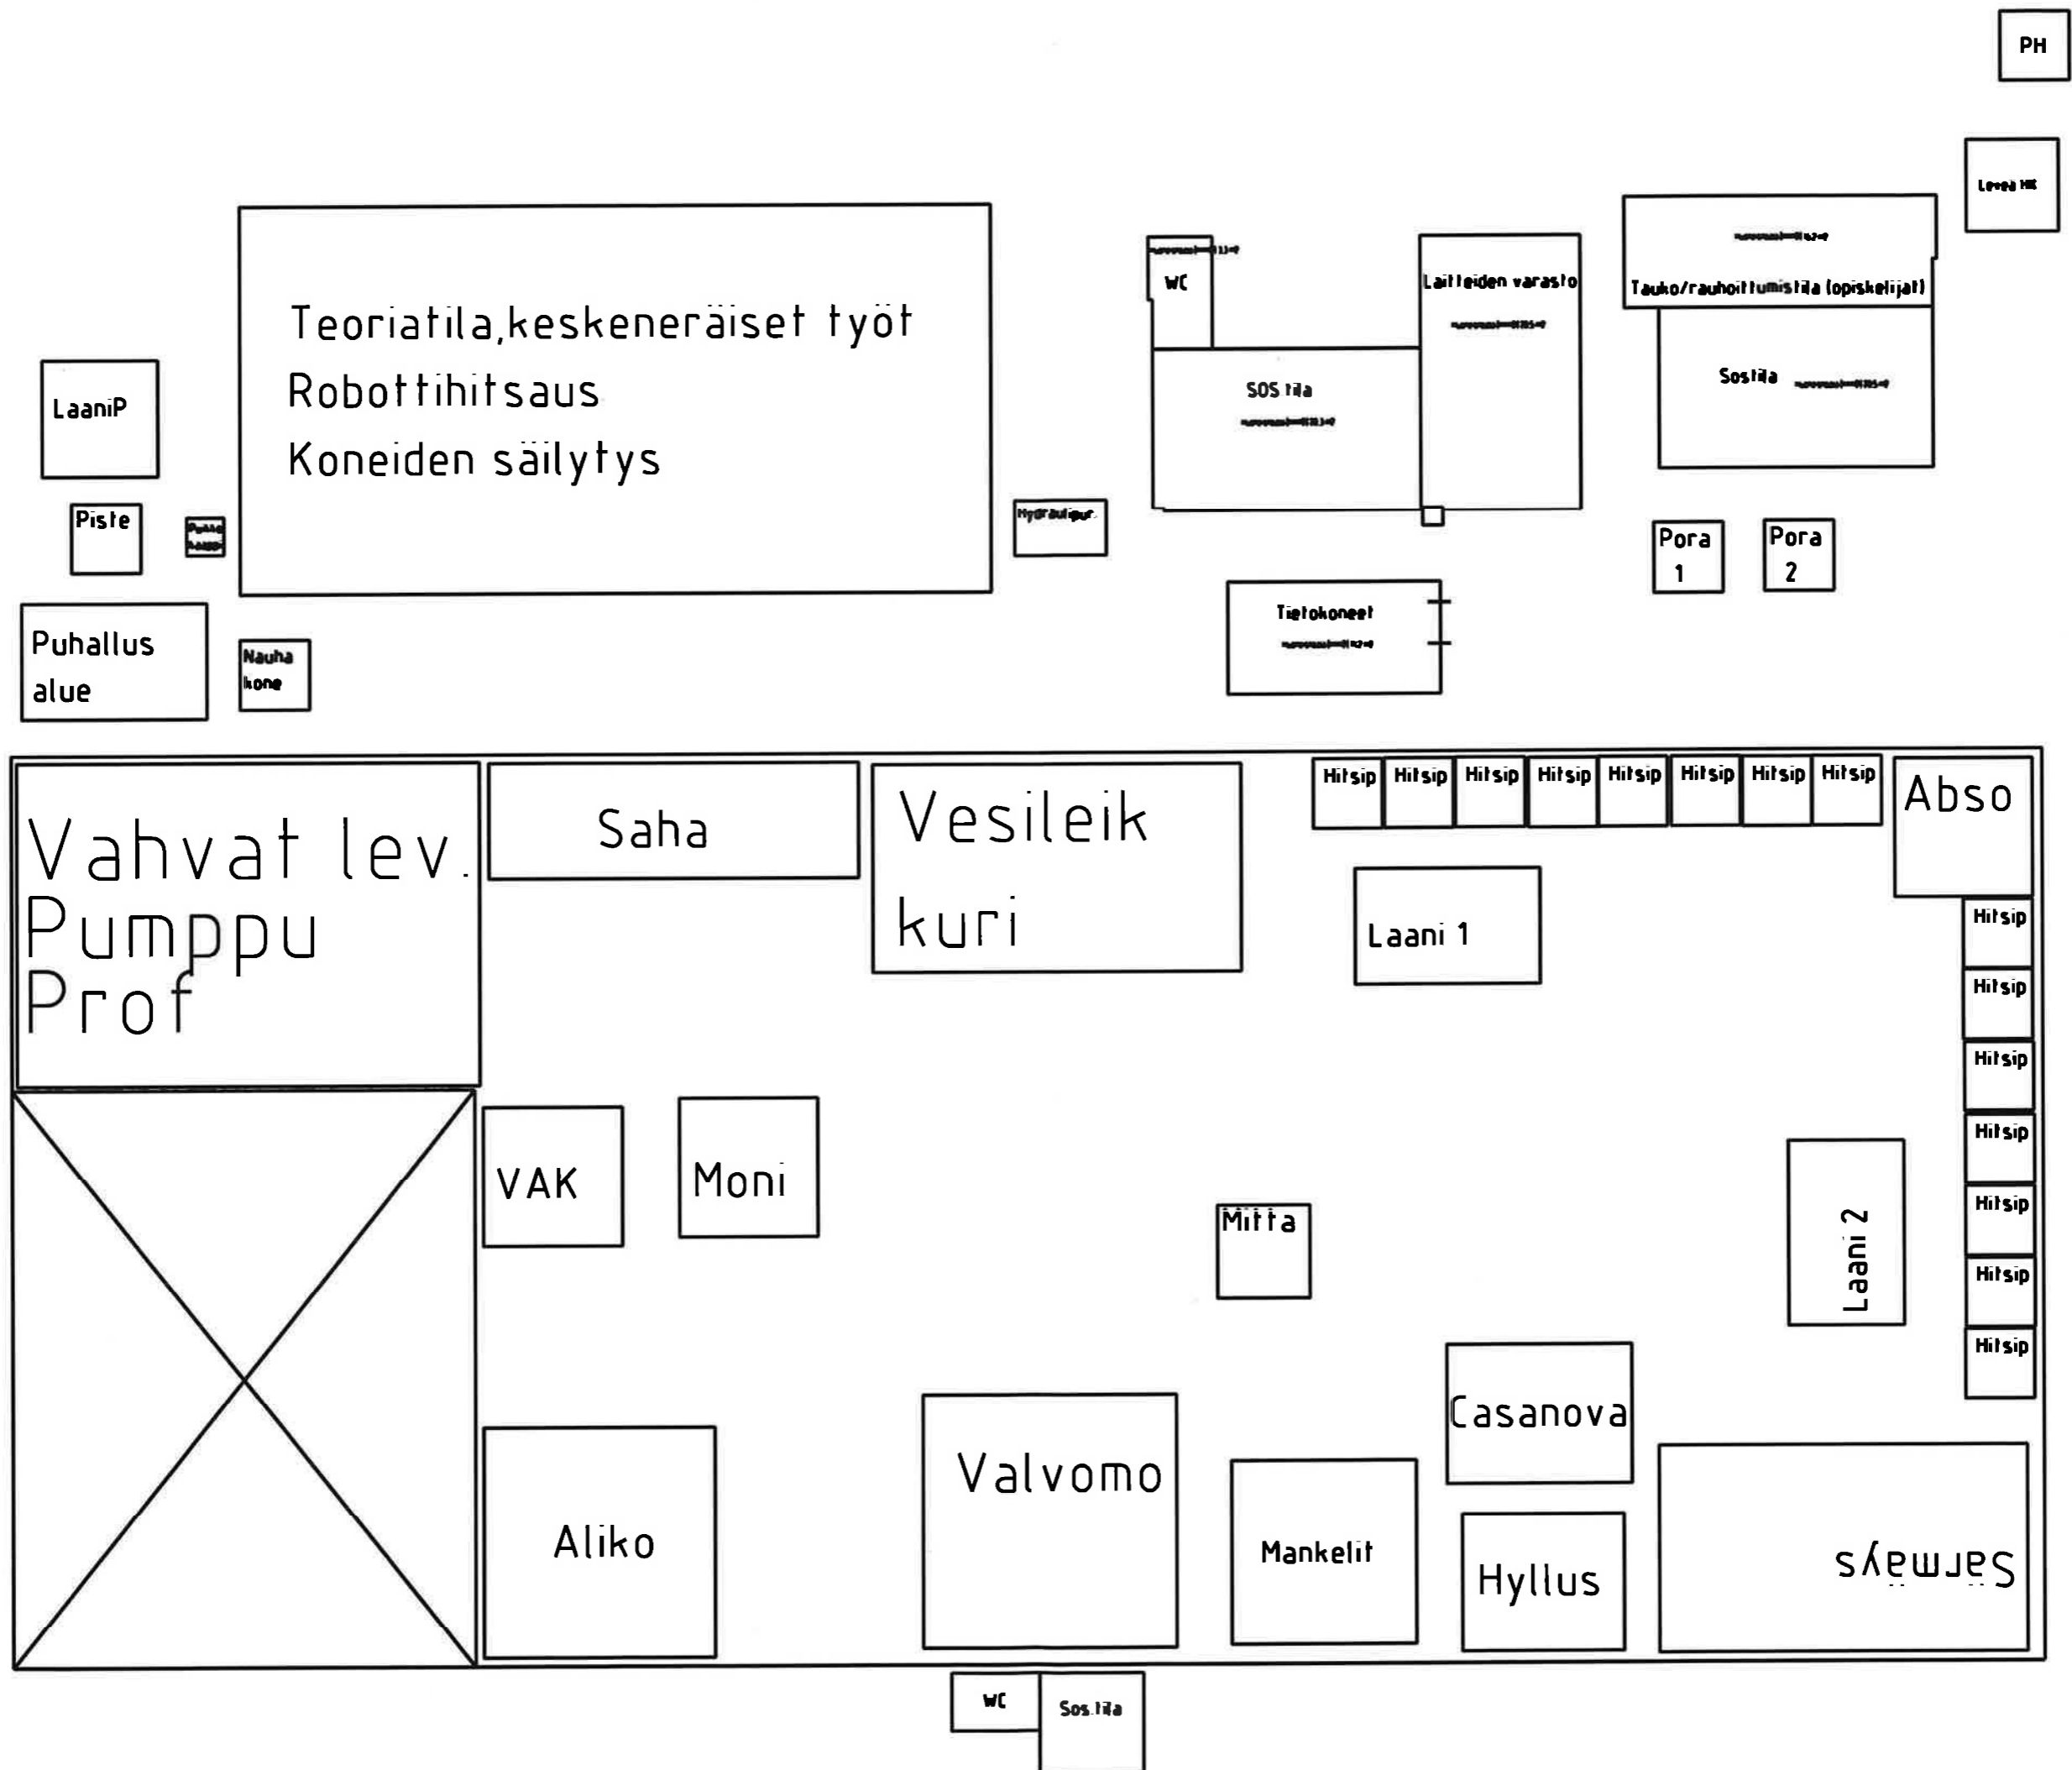 PH
Levea HK
WC
Laitteiden varasto
Tauko/rauhoittumistila (opiskelijat)
Teoriatila,keskeneräiset työt
Robottihitsaus
Koneiden säilytys
SOS tila
Sostila
LaaniP
Piste
Hydraulipur.
Pora
1
Pora
2
Tietokoneet
Puhallus
alue
Nauha
kone
Vahvat lev.
Pumppu
Prof
Saha
Vesileik
kuri
Hitsip
Hitsip
Hitsip
Hitsip
Hitsip
Hitsip
Hitsip
Hitsip
Abso
Laani 1
Hitsip
Hitsip
Hitsip
Hitsip
Hitsip
Hitsip
Hitsip
VAK
Moni
Mitta
Laani 2
Casanova
Valvomo
Aliko
Mankelit
Hyllus
Särmäys
WC
Sos.tila